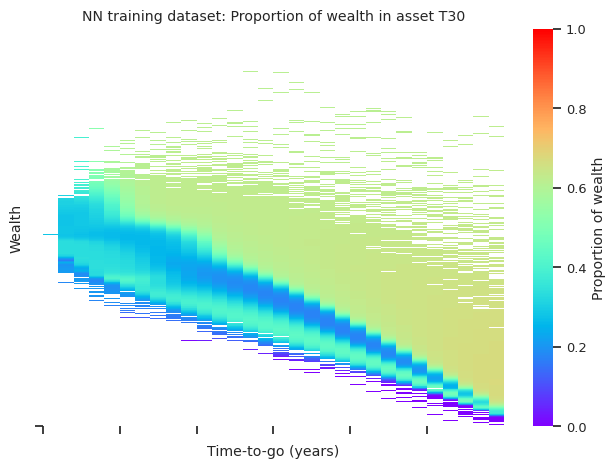 NN training dataset: Proportion of wealth in asset T30
1.0
0.8
0.6
0.4
0.2
0.0
Proportion of wealth
Wealth
Time-to-go (years)